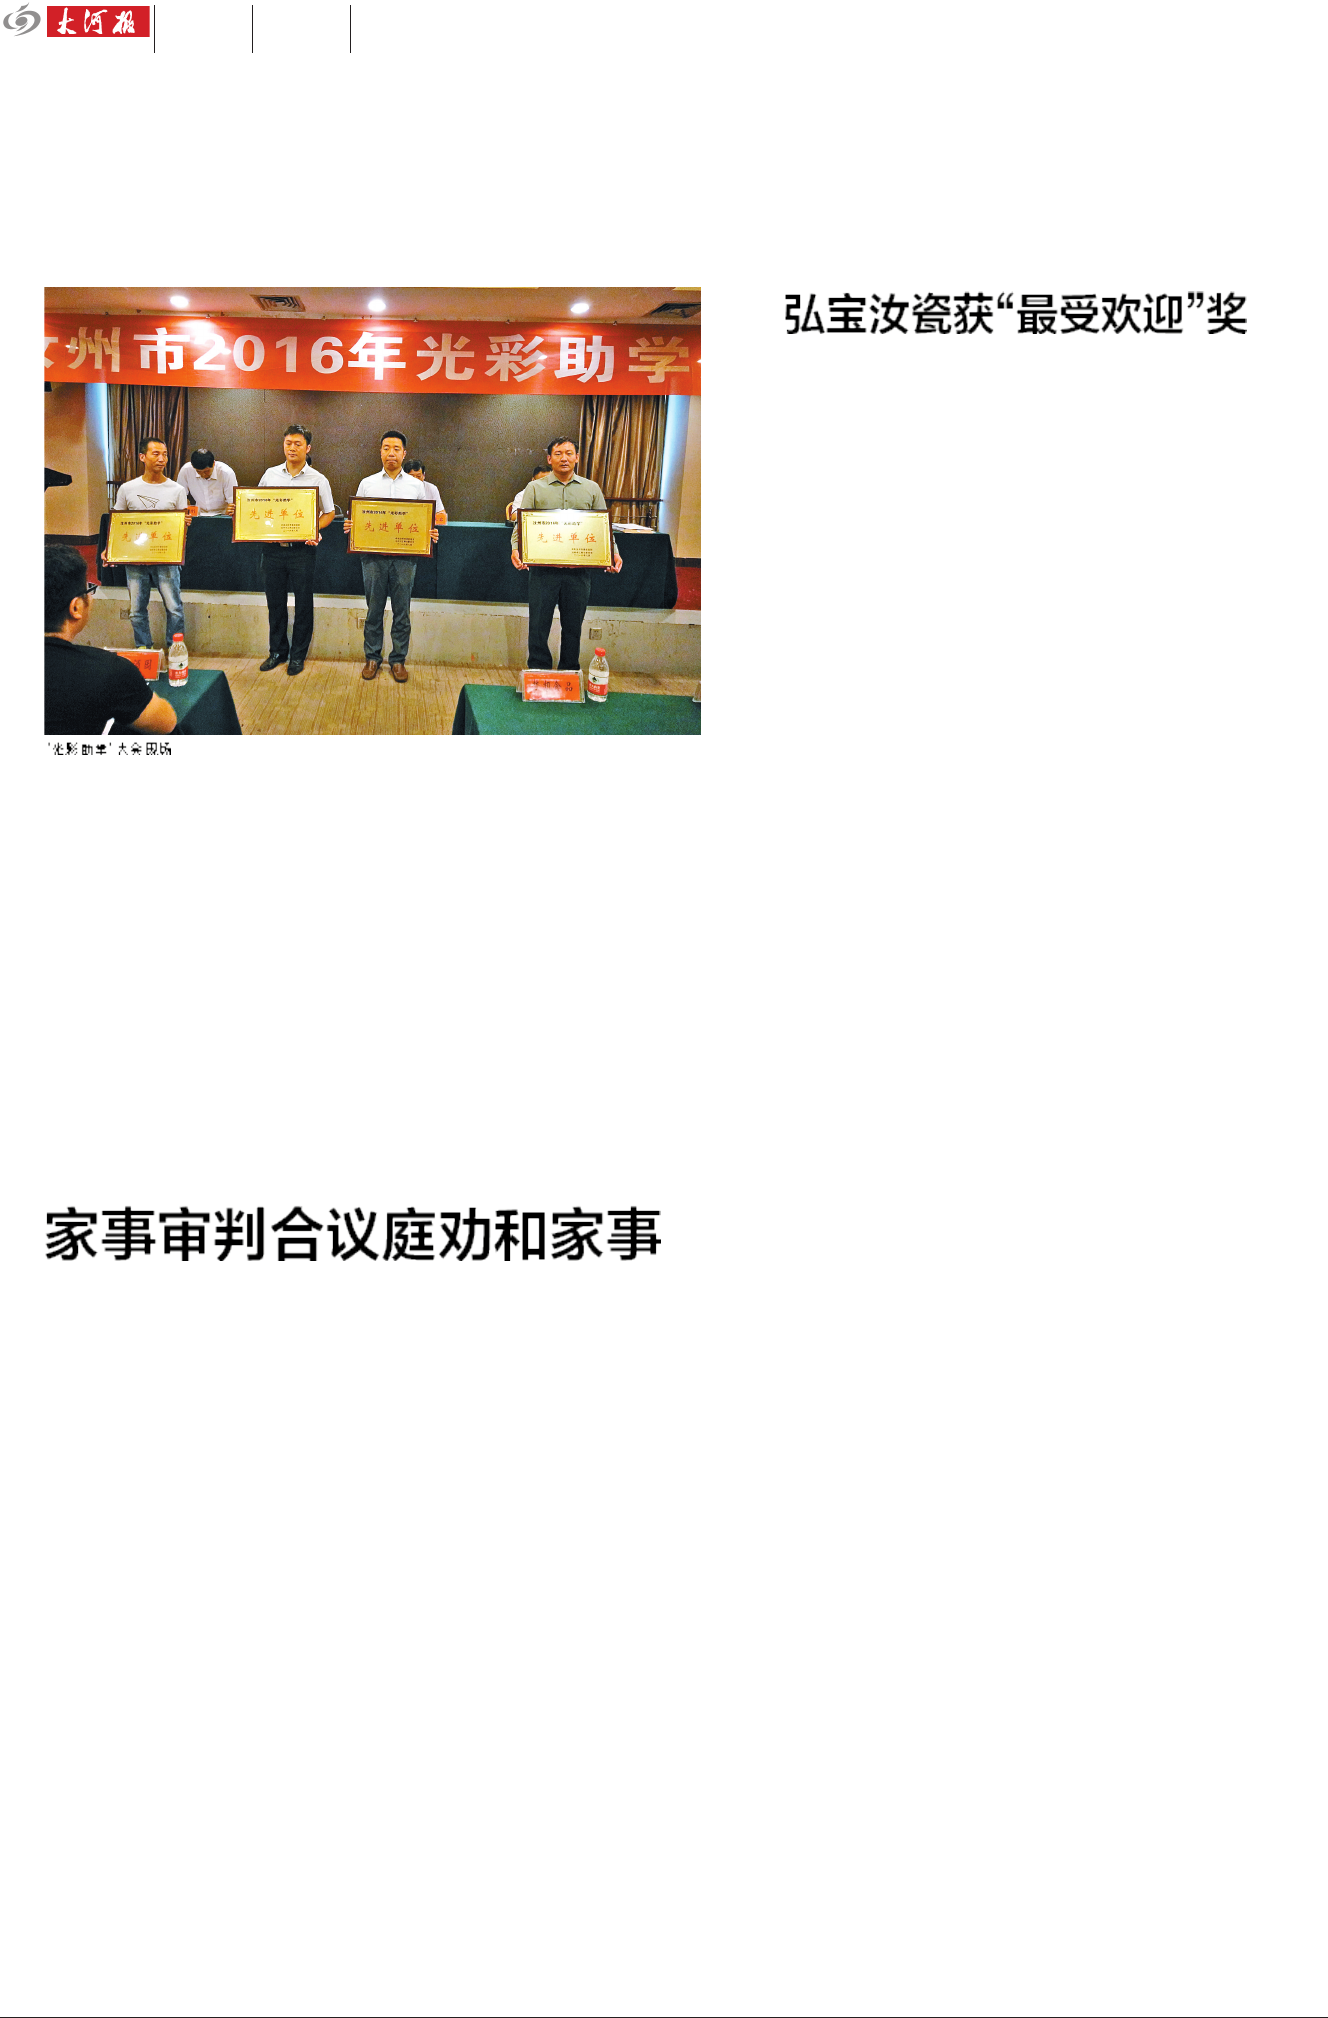 大河报
汝州市2016年光彩助学
先进单位
先进单位
先进单位
先进单位
“光彩助学”大会现场
弘宝汝瓷获“最受欢迎”奖
家事审判合议庭劝和家事